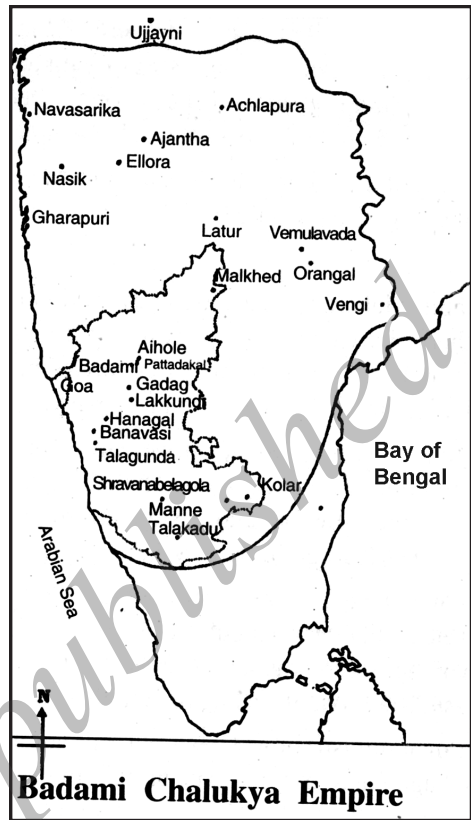 Ujjayni
Navasarika
Achlapura
Ajantha
Ellora
Nasik
Gharapuri
Latur
Vemulavada
Malkhed
Orangal
Vengi
Aihole
Badami
Pattadakal
Goa
Gadag
Lakkundi
Hanagal
Banavasi
Talagunda
Bay of
Bengal
Shravanabelagola
Kolar
Manne
Talakadu
Arabian Sea
N
Badami Chalukya Empire
published